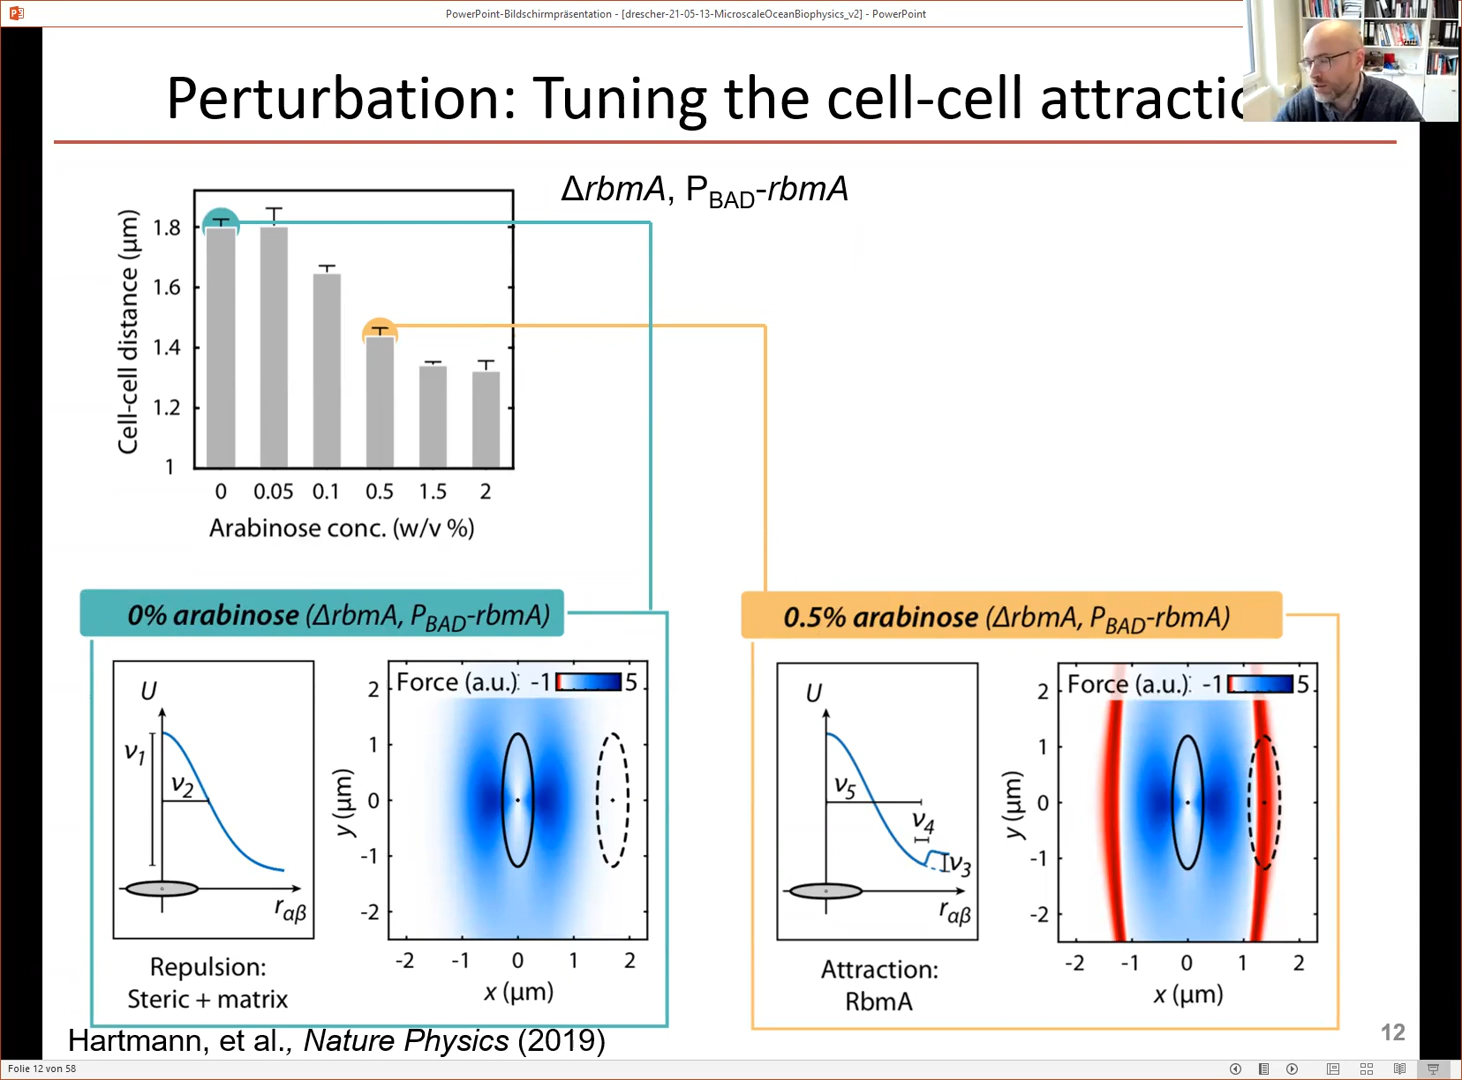 PowerPoint-Bildschirmpräsentation - [drescher-21-05-13-MicroscaleOceanBiophysics_v2] - PowerPoint
Perturbation: Tuning the cell-cell attractio
ΔrbmA, P_BAD-rbmA
Cell-cell distance (µm)
1.8
1.6
1.4
1.2
1
0 0.05 0.1 0.5 1.5 2
Arabinose conc. (w/v %)
0% arabinose (ΔrbmA, P_BAD-rbmA)
U
ν1
ν2
rαβ
Repulsion:
Steric + matrix
Force (a.u.): -1 5
y (µm)
2
1
0
-1
-2
-2 -1 0 1 2
x (µm)
0.5% arabinose (ΔrbmA, P_BAD-rbmA)
U
ν5
ν4
ν3
rαβ
Attraction:
RbmA
Force (a.u.): -1 5
y (µm)
2
1
0
-1
-2
-2 -1 0 1 2
x (µm)
Hartmann, et al., Nature Physics (2019)
12
Folie 12 von 58